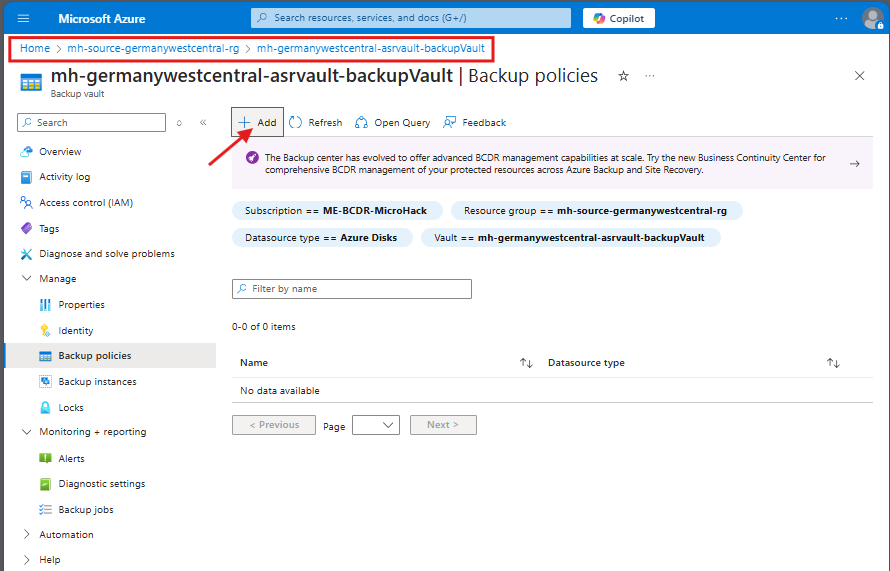 Microsoft Azure
Search resources, services, and docs (G+/)
Copilot
Home > mh-source-germanywestcentral-rg > mh-germanywestcentral-asrvault-backupVault
mh-germanywestcentral-asrvault-backupVault | Backup policies
Backup vault
Search
Overview
Activity log
Access control (IAM)
Tags
Diagnose and solve problems
Manage
Properties
Identity
Backup policies
Backup instances
Locks
Monitoring + reporting
Alerts
Diagnostic settings
Backup jobs
Automation
Help
Add
Refresh
Open Query
Feedback
The Backup center has evolved to offer advanced BCDR management capabilities at scale. Try the new Business Continuity Center for
comprehensive BCDR management of your protected resources across Azure Backup and Site Recovery.
Subscription == ME-BCDR-MicroHack
Resource group == mh-source-germanywestcentral-rg
Datasource type == Azure Disks
Vault == mh-germanywestcentral-asrvault-backupVault
Filter by name
0-0 of 0 items
Name
Datasource type
No data available
< Previous
Page
Next >